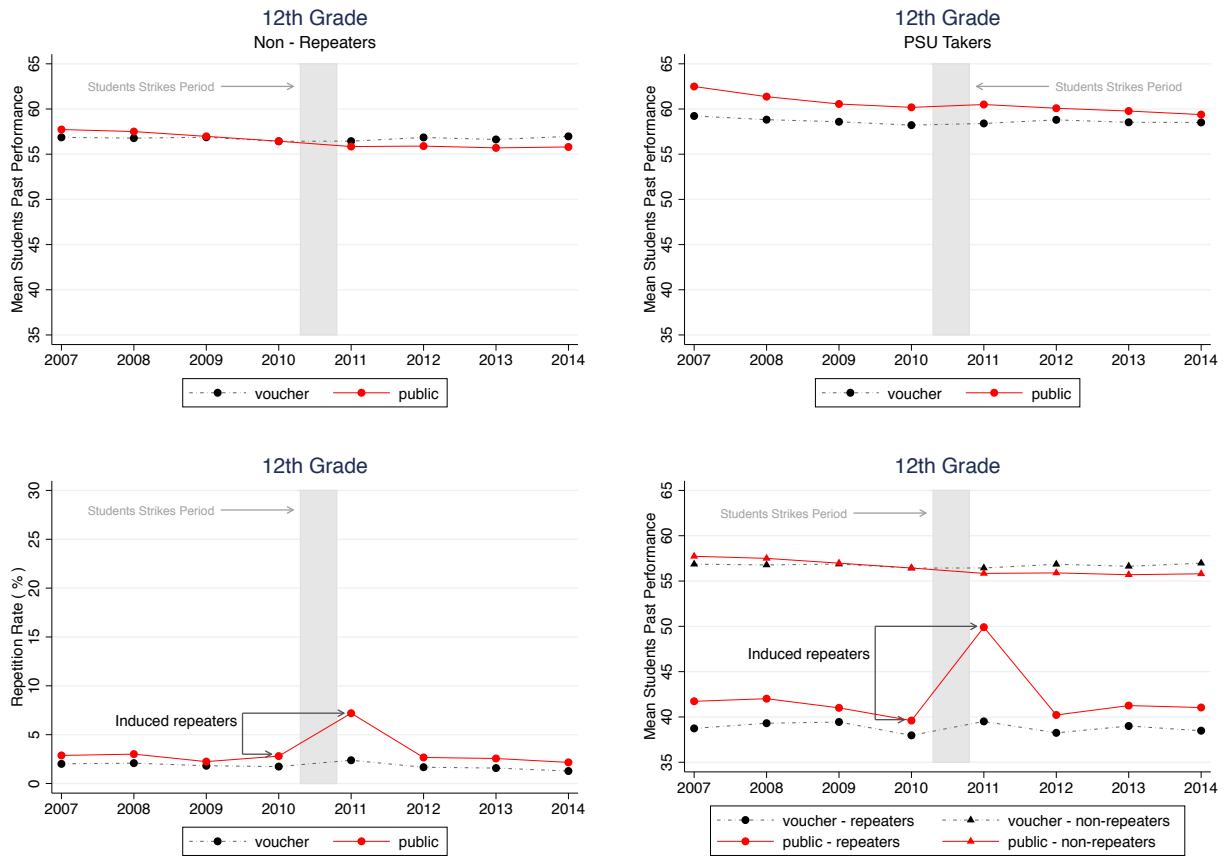 12th Grade
Non - Repeaters
Mean Students Past Performance
65
60
55
50
45
40
35
Students Strikes Period
2007 2008 2009 2010 2011 2012 2013 2014
voucher public
12th Grade
PSU Takers
Mean Students Past Performance
65
60
55
50
45
40
35
Students Strikes Period
2007 2008 2009 2010 2011 2012 2013 2014
voucher public
12th Grade
Repetition Rate ( % )
30
25
20
15
10
5
0
Students Strikes Period
Induced repeaters
2007 2008 2009 2010 2011 2012 2013 2014
voucher public
12th Grade
Mean Students Past Performance
65
60
55
50
45
40
35
Students Strikes Period
Induced repeaters
2007 2008 2009 2010 2011 2012 2013 2014
voucher - repeaters voucher - non-repeaters
public - repeaters public - non-repeaters